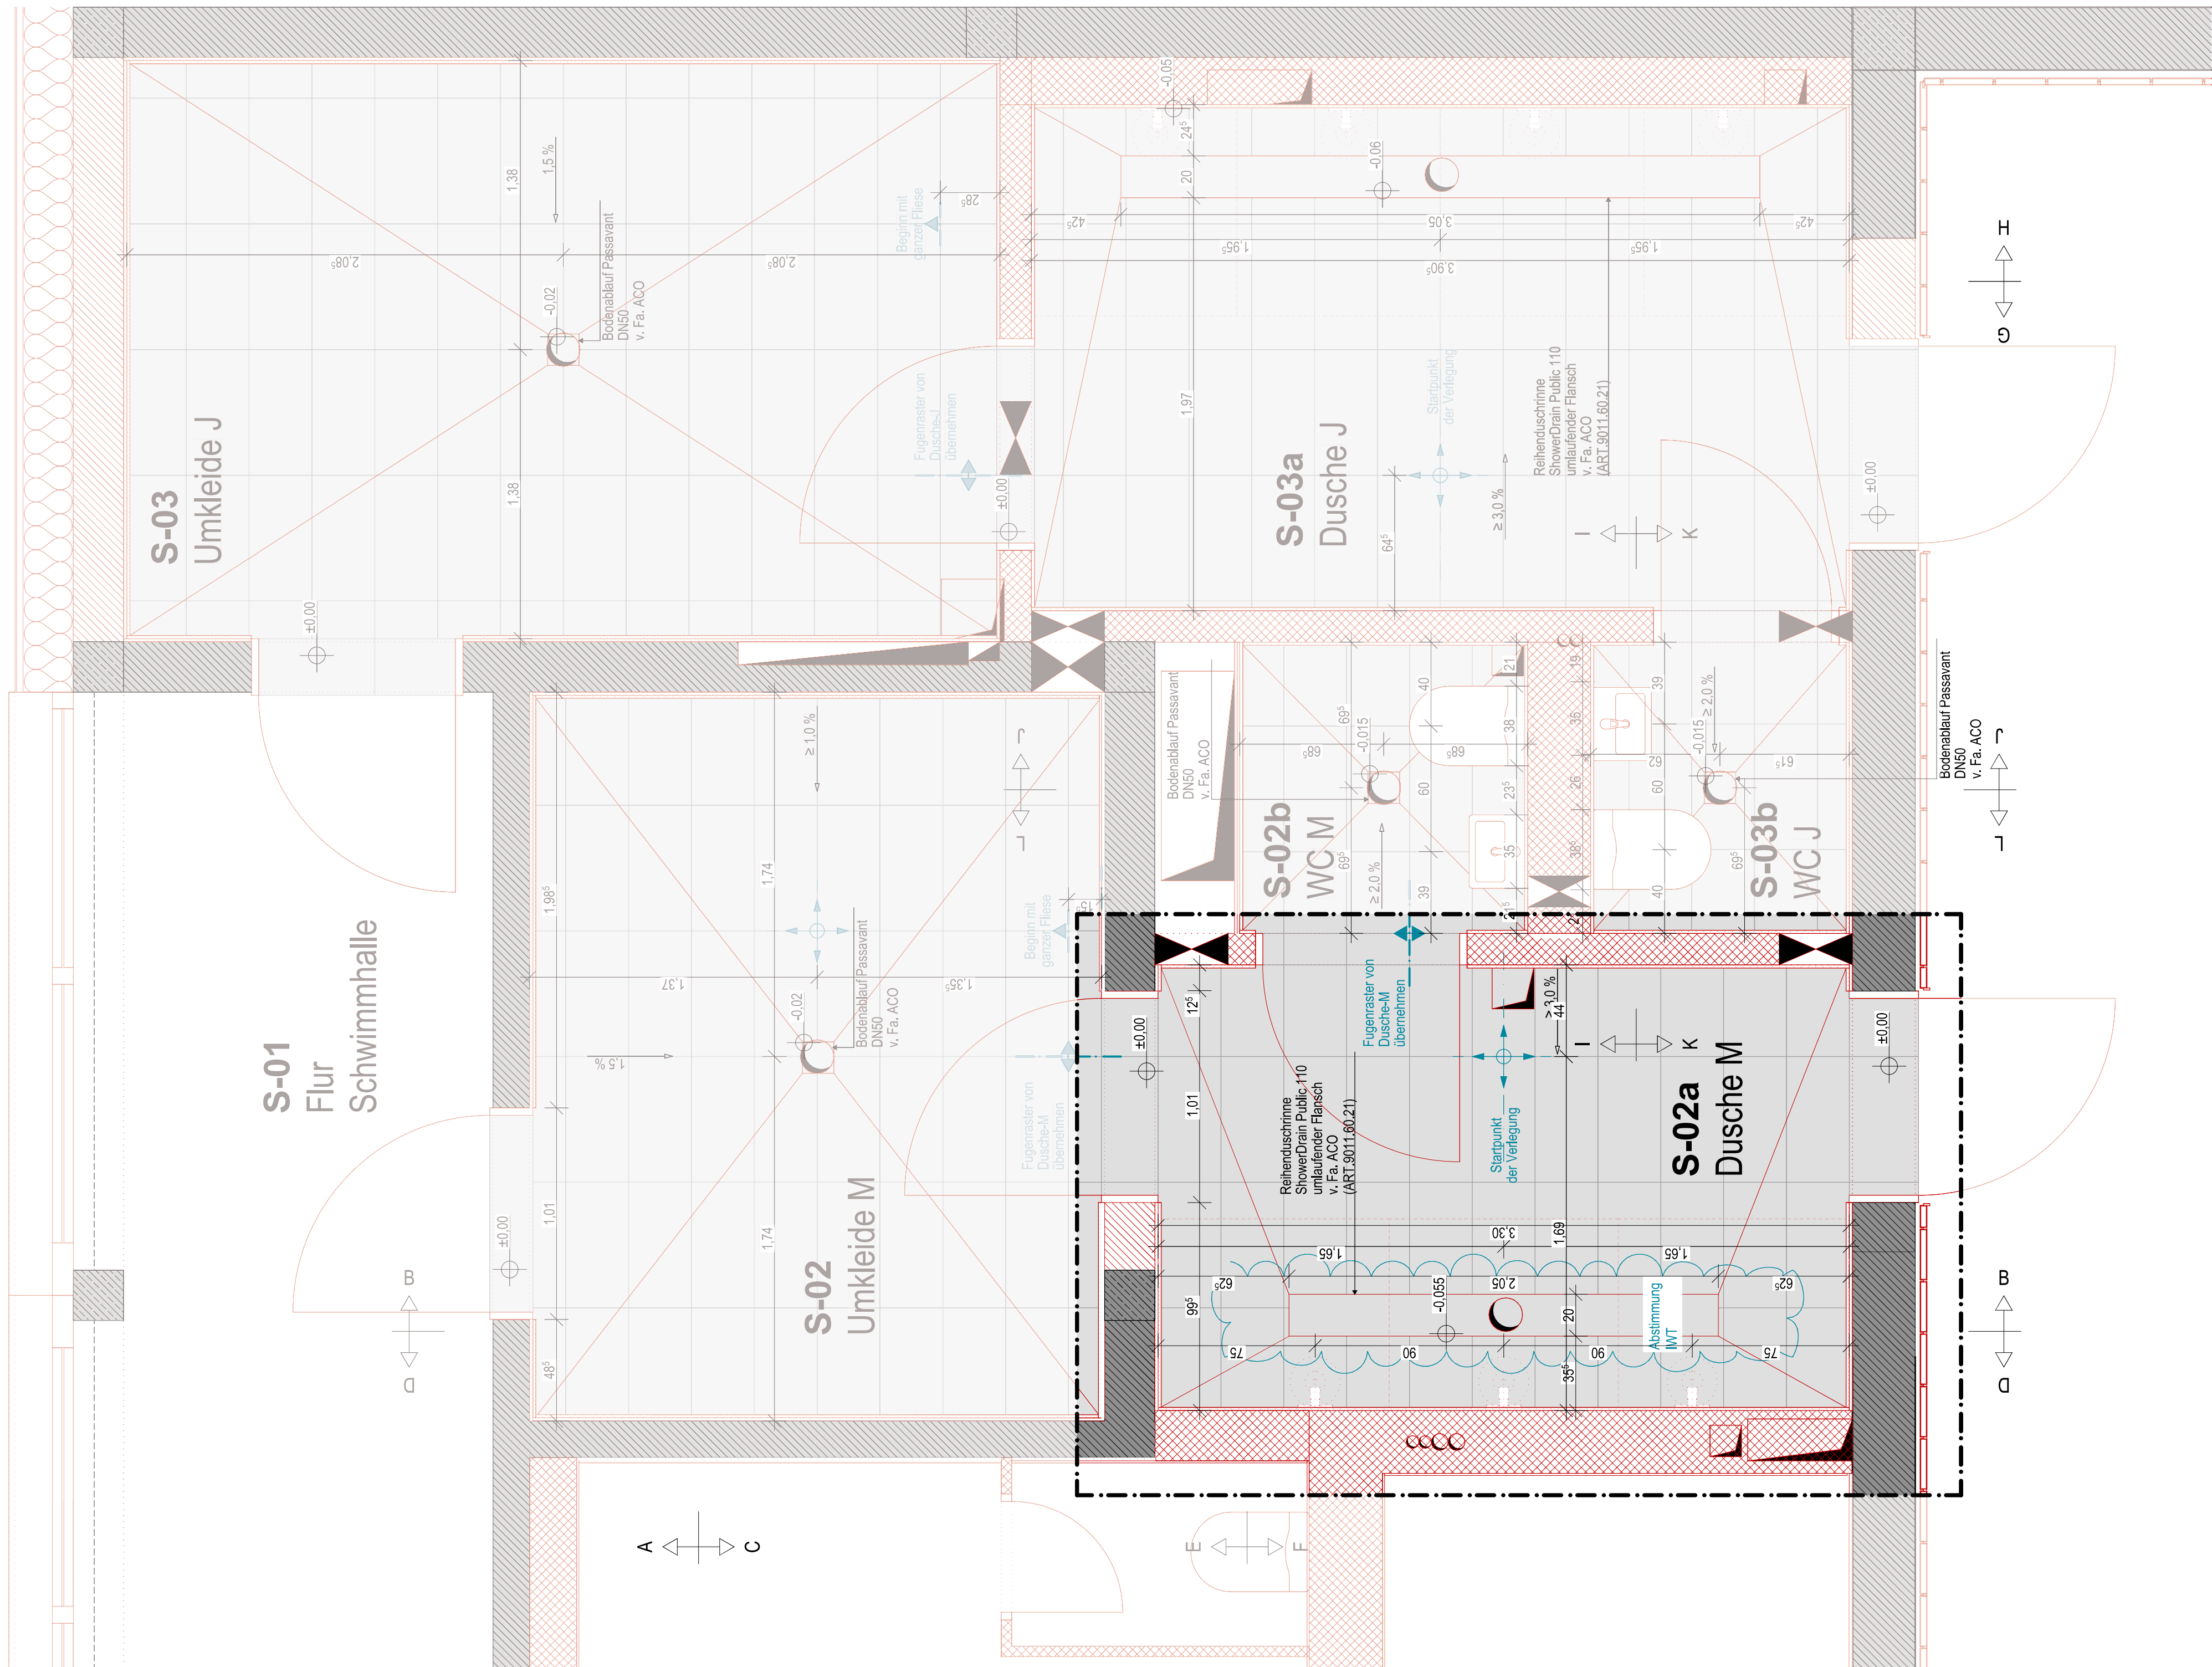 S-03
Umkleide J
1,38
1,38
2,08⁵
2,08⁵
1,5 %
-0,02
Bodenablauf Passavant
DN50
v. Fa. ACO
Beginn mit
ganzer Fliese
28⁵
Fugenraster von
Dusche-J
übernehmen
±0,00
±0,00
S-03a
Dusche J
-0,05
24⁵
20
1,97
-0,06
42⁵
3,05
42⁵
1,95⁵
1,95⁵
3,90⁵
Startpunkt
der Verlegung
64⁵
≥ 3,0 %
Reihenduschrinne
ShowerDrain Public 110
umlaufender Flansch
v. Fa. ACO
(ART.9011.60.21)
I
K
±0,00
H
G
S-01
Flur
Schwimmhalle
S-02
Umkleide M
1,98⁵
1,01
48⁵
1,74
1,74
1,37
1,35⁵
≥ 1,0 %
1,5 %
-0,02
Bodenablauf Passavant
DN50
v. Fa. ACO
Beginn mit
ganzer Fliese
15⁵
Fugenraster von
Dusche-M
übernehmen
±0,00
J
L
B
D
S-02b
WC M
Bodenablauf Passavant
DN50
v. Fa. ACO
69⁵
69⁵
68⁵
68⁵
-0,015
≥ 2,0 %
40
60
39
21
38
23⁵
35
21⁵
S-03b
WC J
19
35
26
38⁵
39
60
40
62
61⁵
69⁵
-0,015
≥ 2,0 %
Bodenablauf Passavant
DN50
v. Fa. ACO
J
L
S-02a
Dusche M
±0,00
±0,00
12⁵
1,01
99⁵
Fugenraster von
Dusche-M
übernehmen
Reihenduschrinne
ShowerDrain Public 110
umlaufender Flansch
v. Fa. ACO
(ART.9011.60.21)
Startpunkt
der Verlegung
≥ 3,0 %
44
1,69
I
K
3,30
1,65
1,65
62⁵
2,05
62⁵
-0,055
20
35⁵
75
90
90
75
Abstimmung
IWT
B
D
A
C
E
F